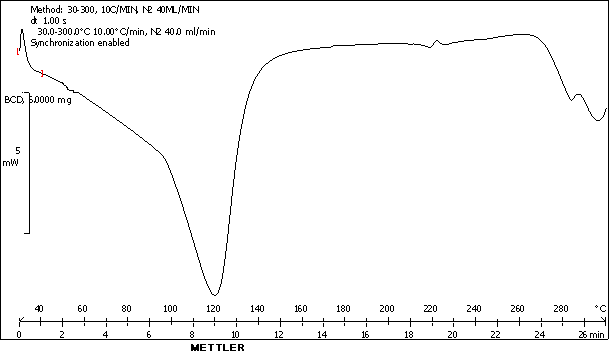 Method: 30-300, 10C/MIN, N2 40ML/MIN
dt 1.00 s
30.0-300.0°C 10.00°C/min, N2 40.0 ml/min
Synchronization enabled
1
1
BCD, 5.0000 mg
5
mW
40 60 80 100 120 140 160 180 200 220 240 260 280 °C
0 2 4 6 8 10 12 14 16 18 20 22 24 26 min
METTLER